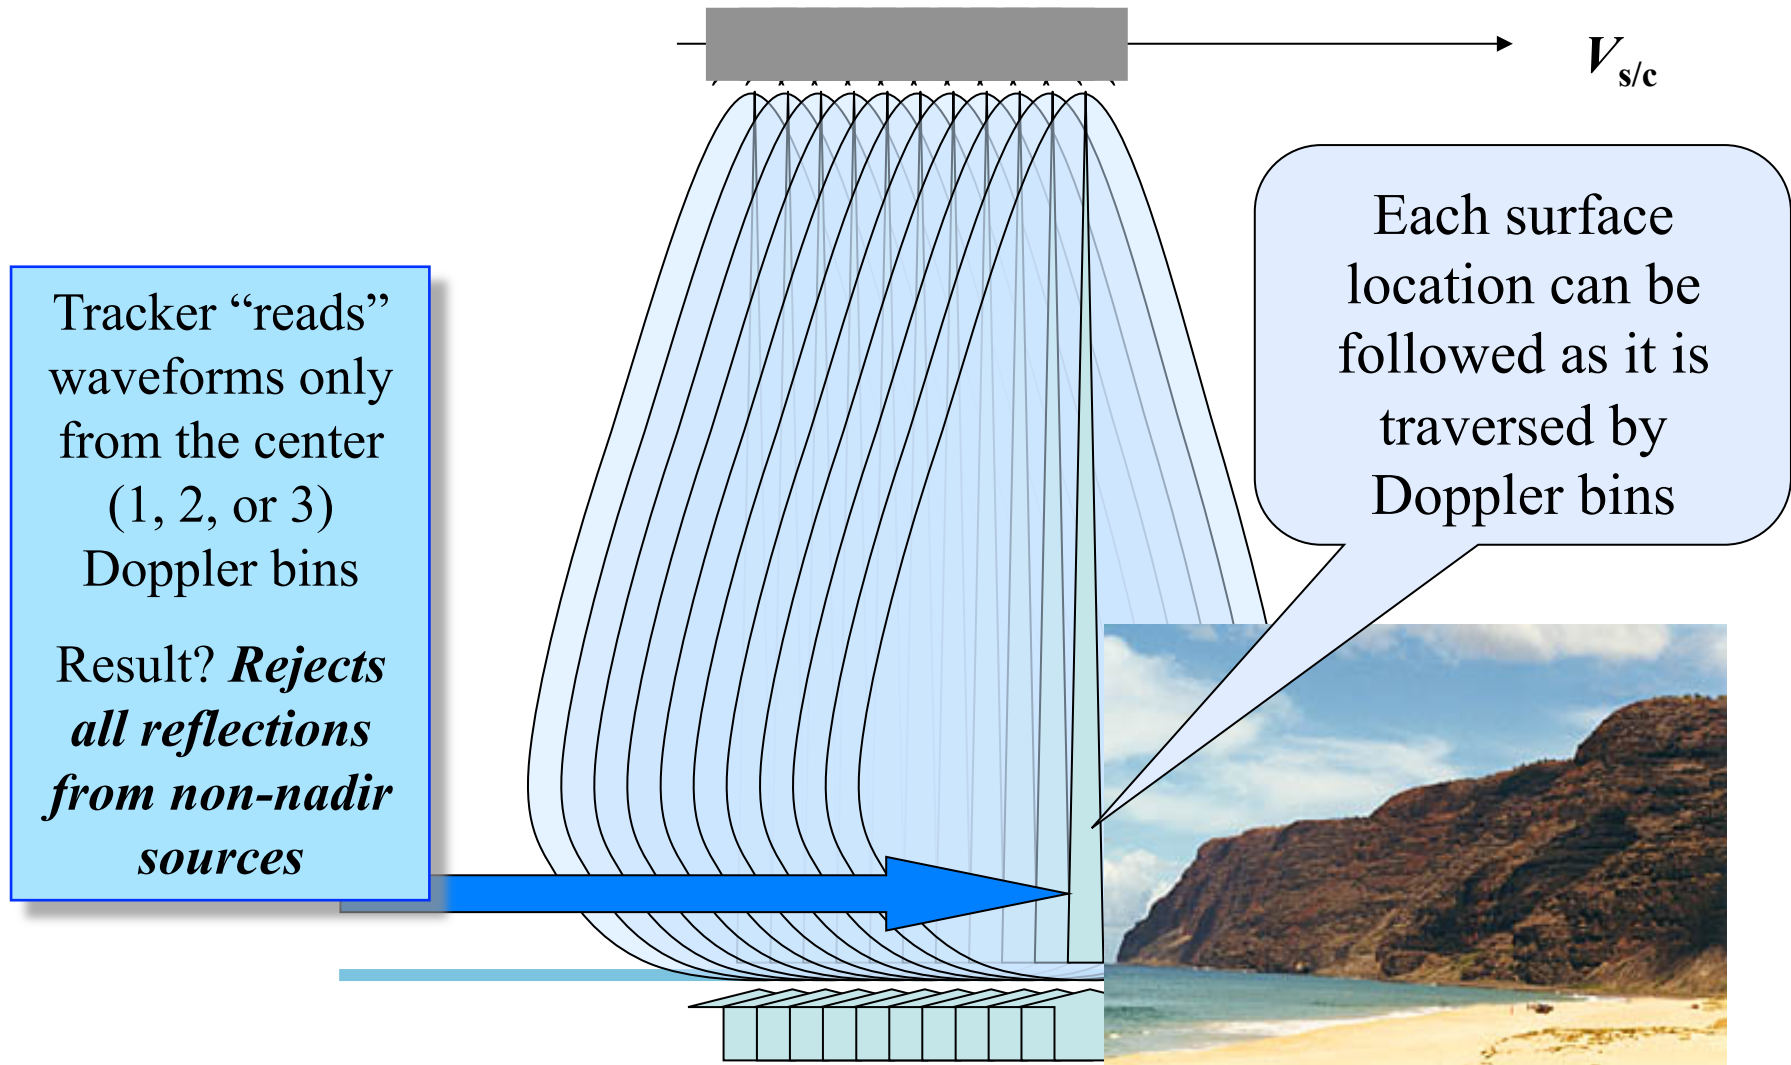 V s/c
Each surface
location can be
followed as it is
traversed by
Doppler bins
Tracker “reads”
waveforms only
from the center
(1, 2, or 3)
Doppler bins
Result? Rejects
all reflections
from non-nadir
sources